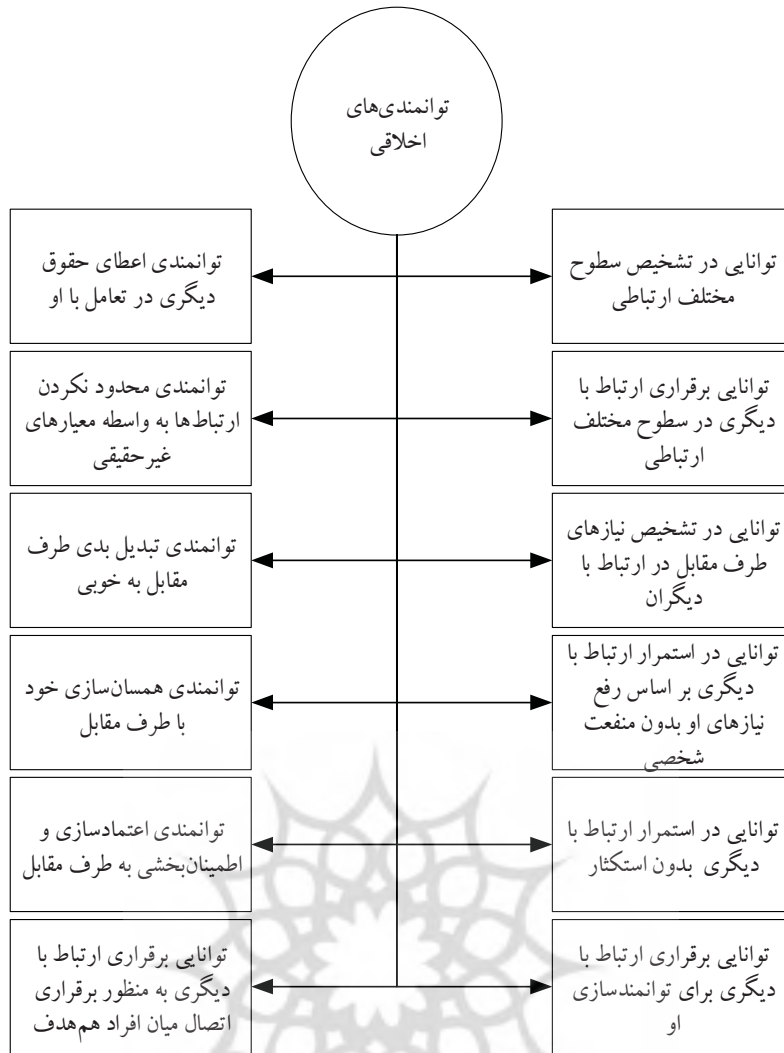 توانمندی‌های
اخلاقی
توانایی در تشخیص سطوح
مختلف ارتباطی
توانمندی اعطای حقوق
دیگری در تعامل با او
توانایی برقراری ارتباط با
دیگری در سطوح مختلف
ارتباطی
توانمندی محدود نکردن
ارتباط‌ها به واسطه معیارهای
غیرحقیقی
توانایی در تشخیص نیازهای
طرف مقابل در ارتباط با
دیگران
توانمندی تبدیل بدی طرف
مقابل به خوبی
توانایی در استمرار ارتباط با
دیگری بر اساس رفع
نیازهای او بدون منفعت
شخصی
توانمندی همسان‌سازی خود
با طرف مقابل
توانایی در استمرار ارتباط با
دیگری بدون استکثار
توانمندی اعتمادسازی و
اطمینان‌بخشی به طرف مقابل
توانایی برقراری ارتباط با
دیگری برای توانمندسازی
او
توانایی برقراری ارتباط با
دیگری به منظور برقراری
اتصال میان افراد هم‌هدف